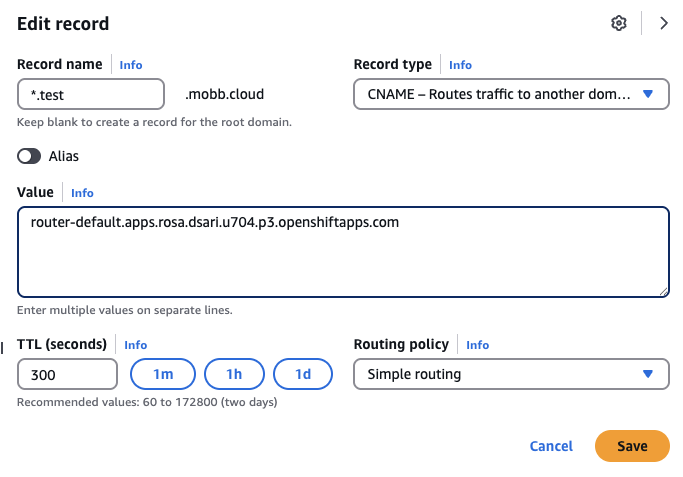 Edit record
Record name Info
Record type Info
*.test .mobb.cloud
CNAME – Routes traffic to another dom...
Keep blank to create a record for the root domain.
Alias
Value Info
router-default.apps.rosa.dsari.u704.p3.openshiftapps.com
Enter multiple values on separate lines.
TTL (seconds) Info
Routing policy Info
300 1m 1h 1d
Simple routing
Recommended values: 60 to 172800 (two days)
Cancel Save